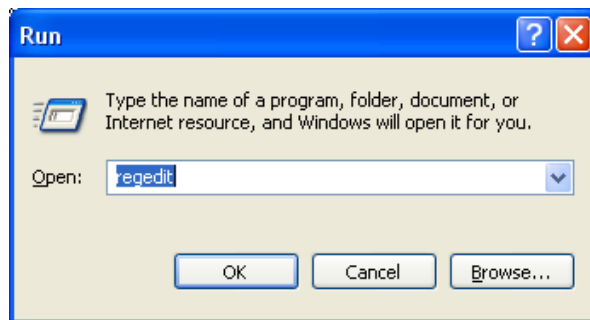 Run
Type the name of a program, folder, document, or
Internet resource, and Windows will open it for you.
Open: regedit
OK Cancel Browse...